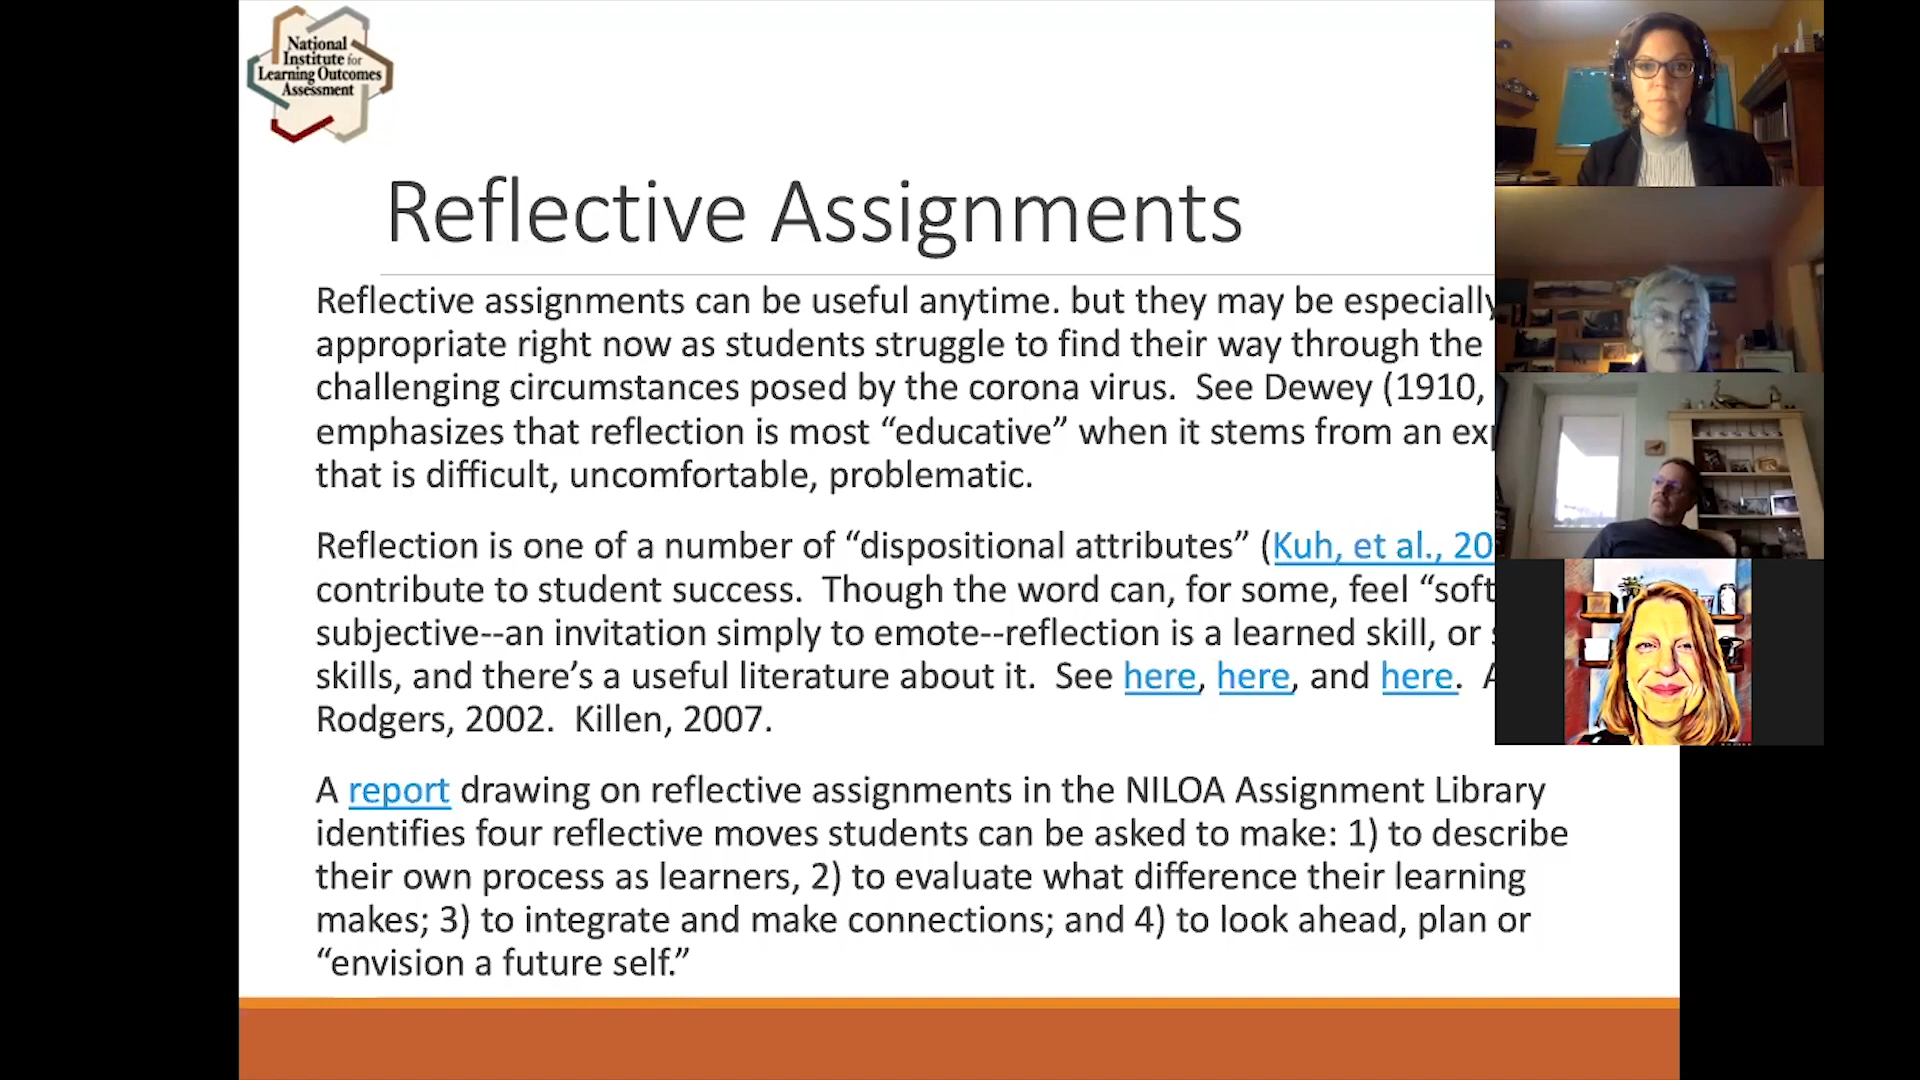 National
Institute for
Learning Outcomes
Assessment
Reflective Assignments
Reflective assignments can be useful anytime. but they may be especially
appropriate right now as students struggle to find their way through the
challenging circumstances posed by the corona virus.  See Dewey (1910,
emphasizes that reflection is most “educative” when it stems from an
that is difficult, uncomfortable, problematic.
Reflection is one of a number of “dispositional attributes” (Kuh, et al., 20
contribute to student success.  Though the word can, for some, feel “soft
subjective--an invitation simply to emote--reflection is a learned skill, or
skills, and there’s a useful literature about it.  See here, here, and here.
Rodgers, 2002.  Killen, 2007.
A report drawing on reflective assignments in the NILOA Assignment Library
identifies four reflective moves students can be asked to make: 1) to describe
their own process as learners, 2) to evaluate what difference their learning
makes; 3) to integrate and make connections; and 4) to look ahead, plan or
“envision a future self.”